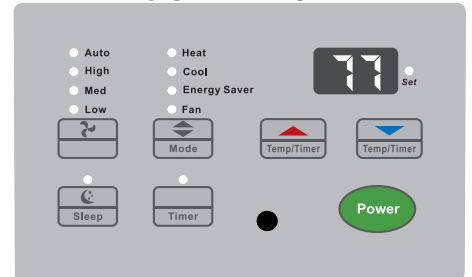 Auto
High
Med
Low
Heat
Cool
Energy Saver
Fan
77
Set
Mode
Temp/Timer
Temp/Timer
Sleep
Timer
Power